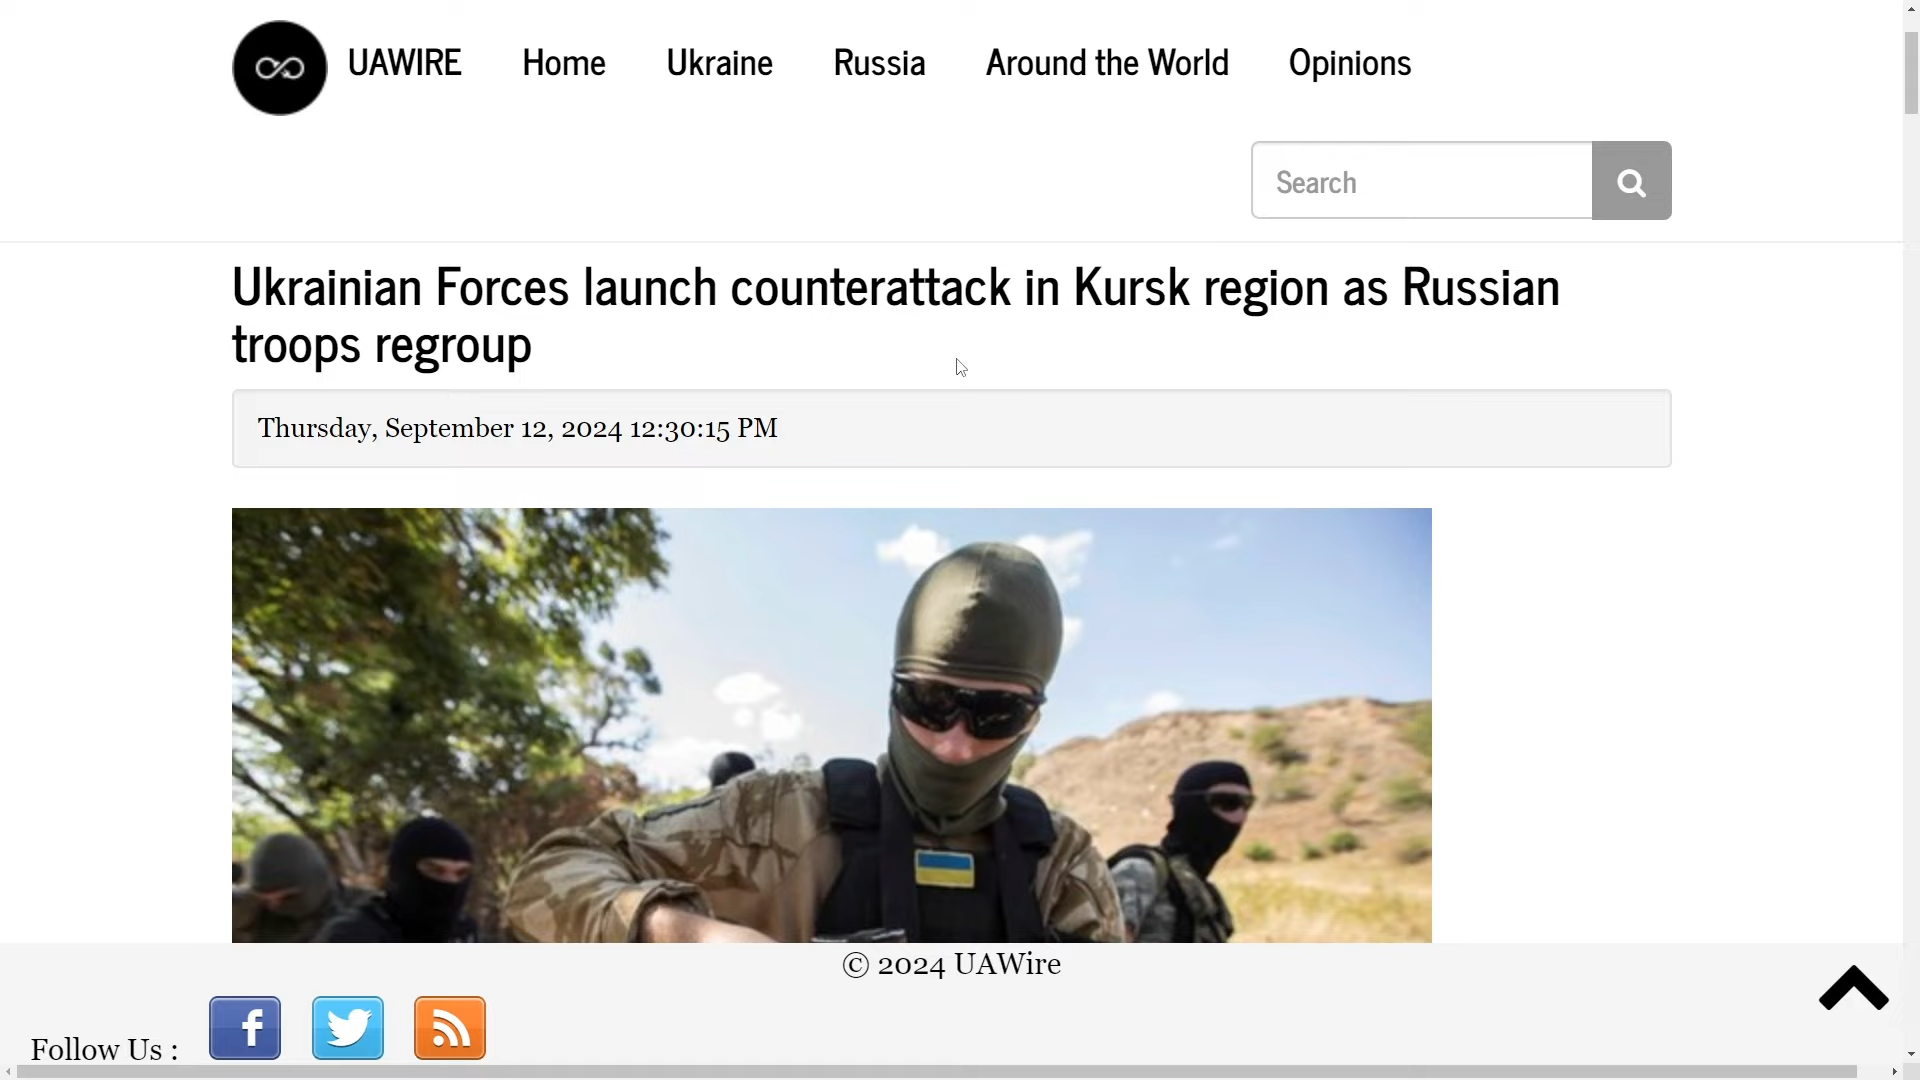 UAWIRE Home Ukraine Russia Around the World Opinions
Search
Ukrainian Forces launch counterattack in Kursk region as Russian
troops regroup
Thursday, September 12, 2024 12:30:15 PM
© 2024 UAWire
Follow Us :